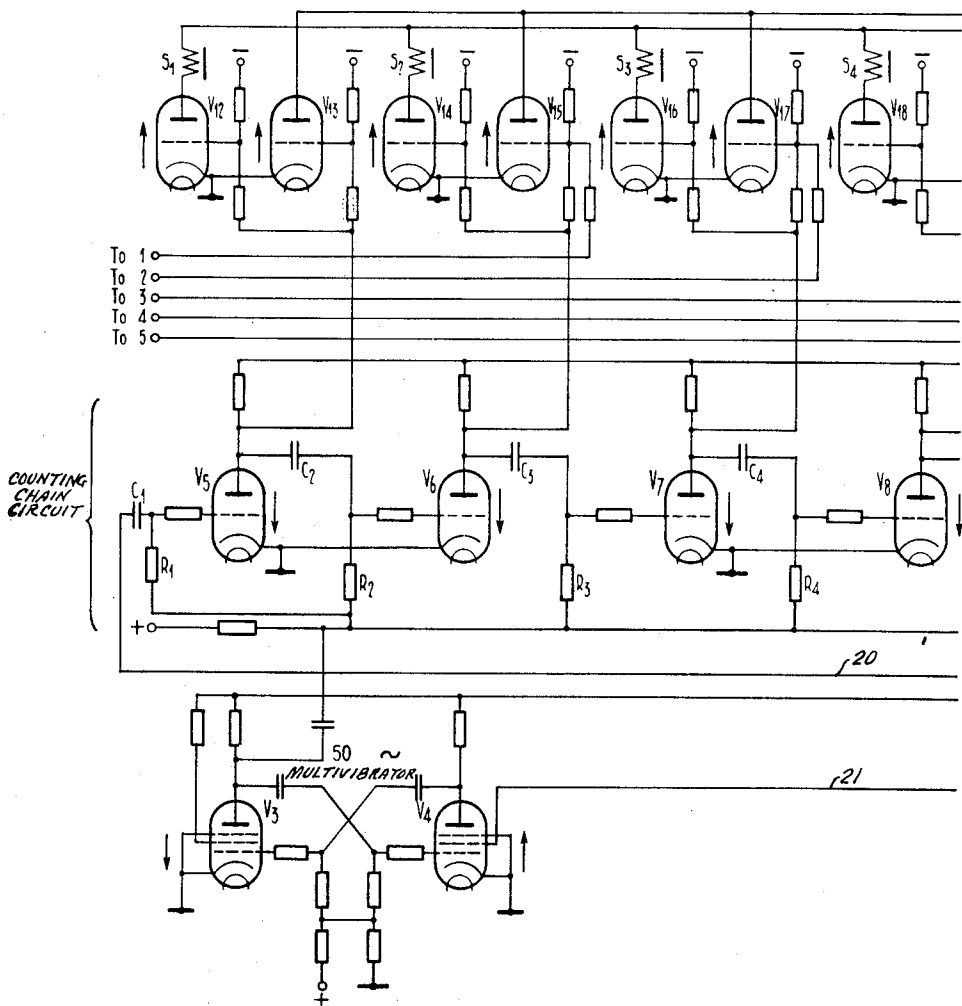 S1
V12
V13
S2
V14
V15
S3
V16
V17
S4
V18
To 1
To 2
To 3
To 4
To 5
COUNTING
CHAIN
CIRCUIT
C1
V5
C2
V6
C3
V7
C4
V8
R1
R2
R3
R4
+
20
50 ~
MULTIVIBRATOR
V3
V4
21
+